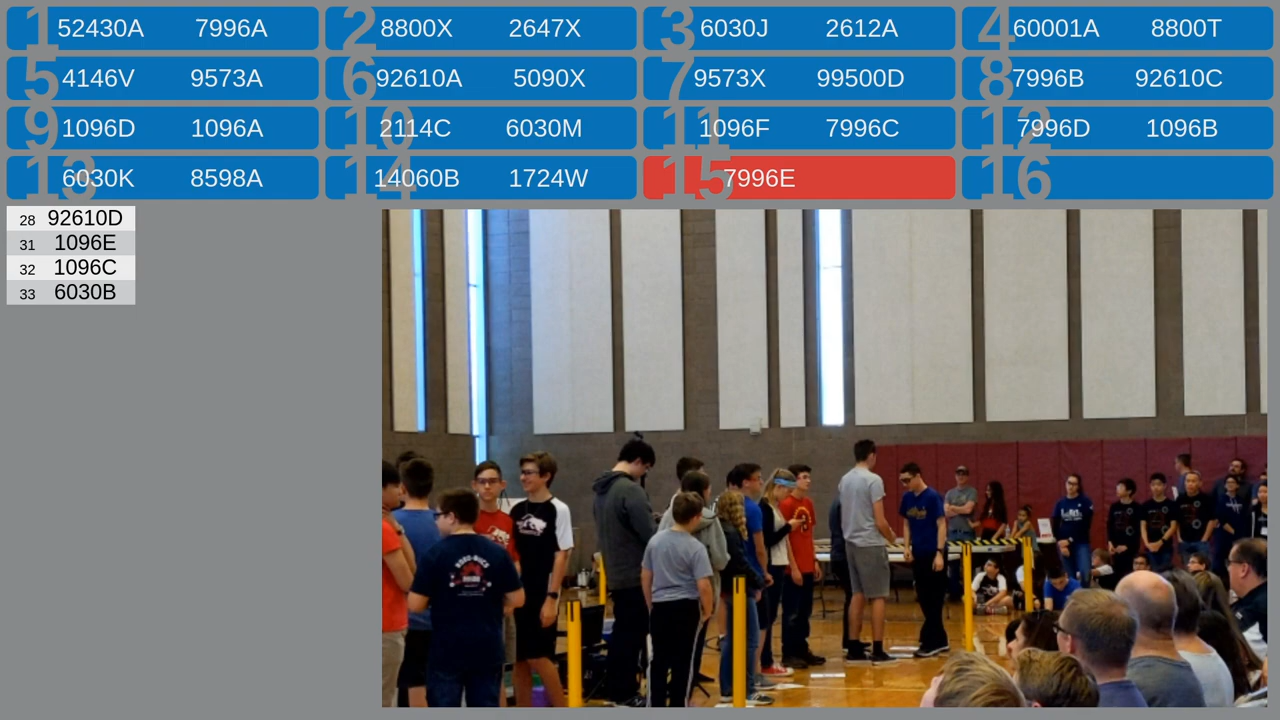 1 52430A 7996A 2 8800X 2647X 3 6030J 2612A 4 60001A 8800T
5 4146V 9573A 6 92610A 5090X 7 9573X 99500D 8 7996B 92610C
9 1096D 1096A 10 2114C 6030M 11 1096F 7996C 12 7996D 1096B
13 6030K 8598A 14 14060B 1724W 15 7996E 16
28 92610D
31 1096E
32 1096C
33 6030B